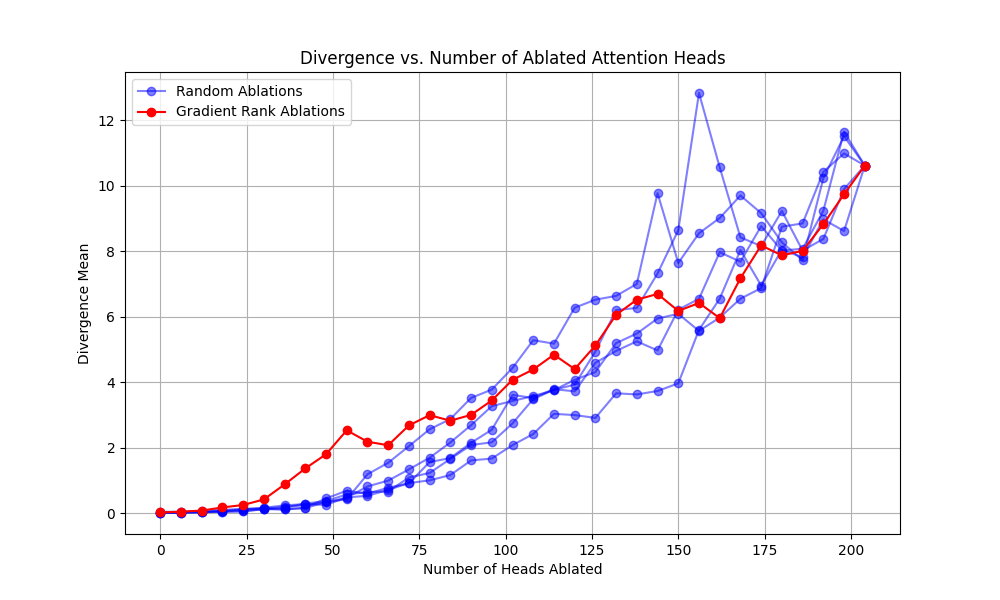 Divergence vs. Number of Ablated Attention Heads
Random Ablations
Gradient Rank Ablations
Divergence Mean
12
10
8
6
4
2
0
0 25 50 75 100 125 150 175 200
Number of Heads Ablated